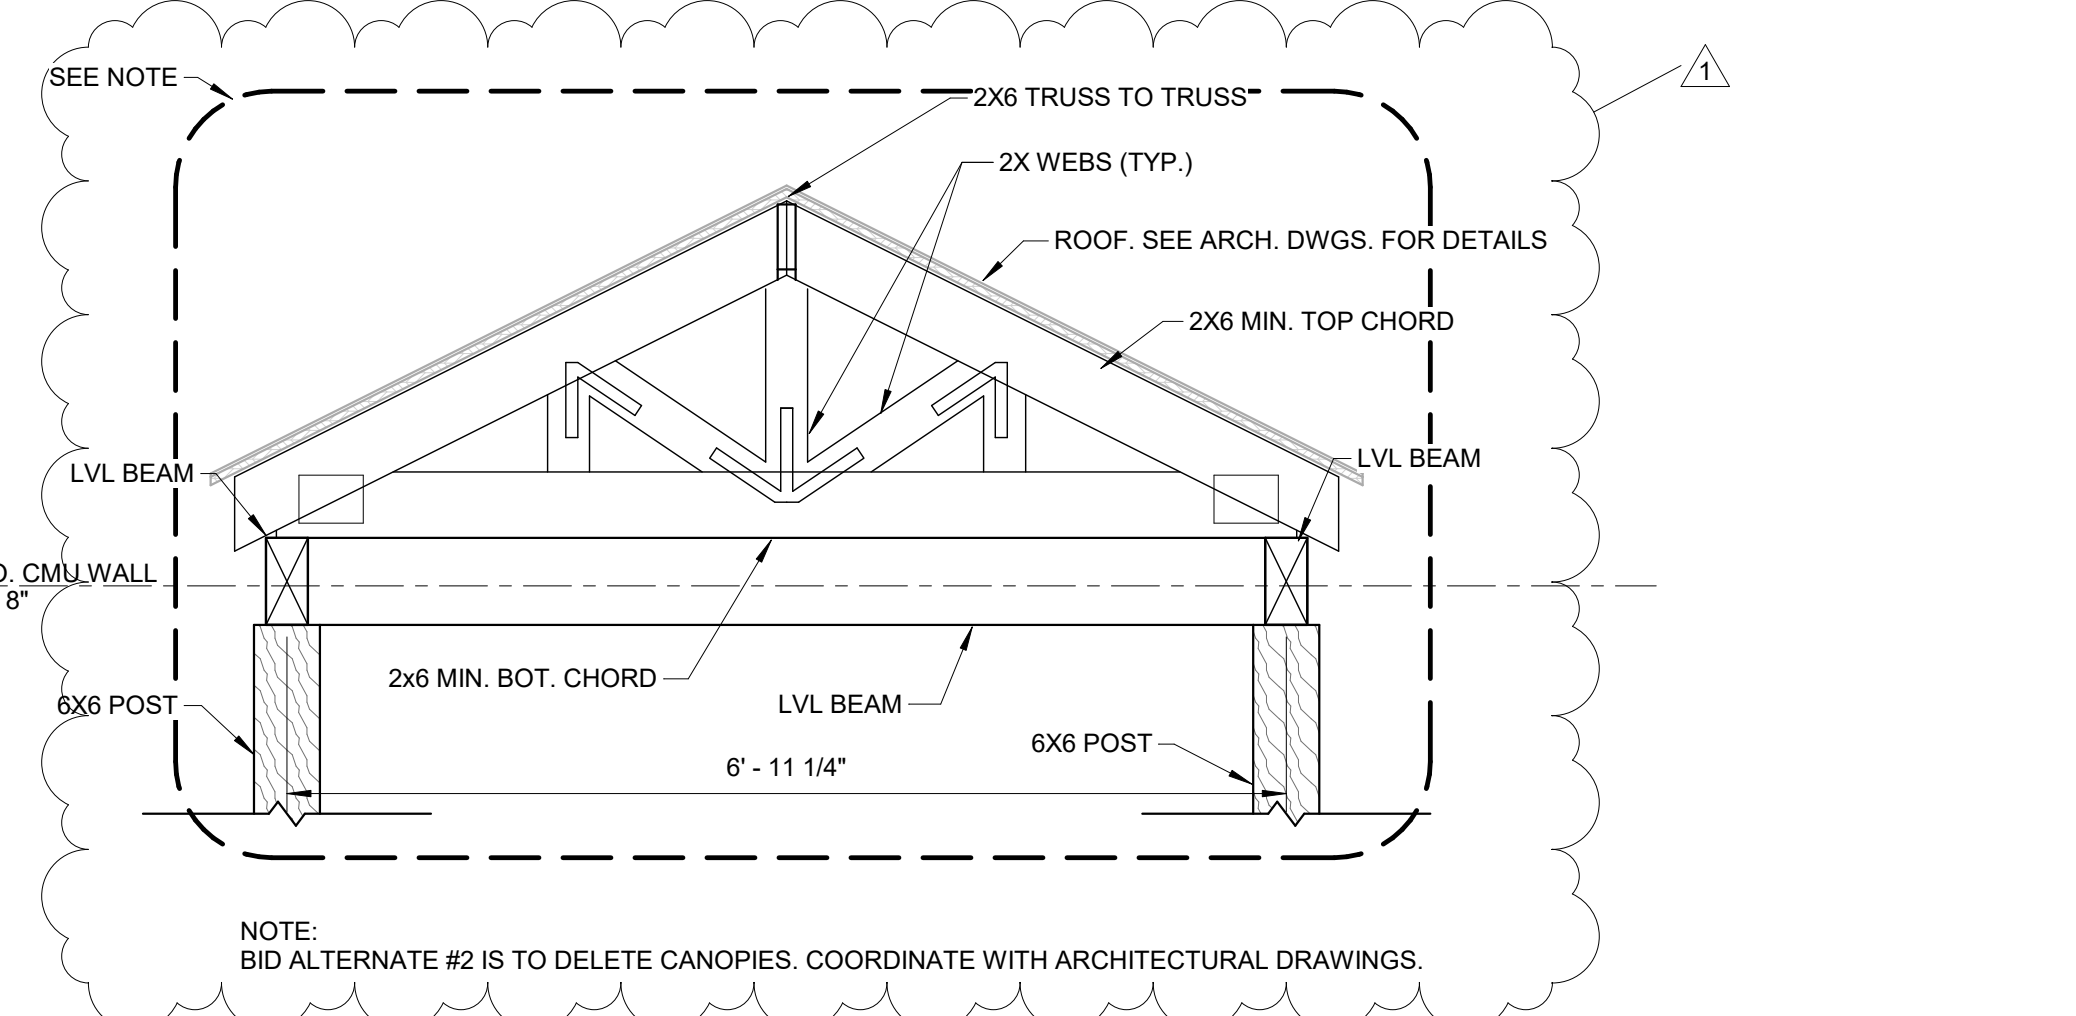 1
SEE NOTE
2X6 TRUSS TO TRUSS
2X WEBS (TYP.)
ROOF. SEE ARCH. DWGS. FOR DETAILS
2X6 MIN. TOP CHORD
LVL BEAM
LVL BEAM
CMU WALL
8"
2x6 MIN. BOT. CHORD
LVL BEAM
6X6 POST
6X6 POST
6' - 11 1/4"
NOTE:
BID ALTERNATE #2 IS TO DELETE CANOPIES. COORDINATE WITH ARCHITECTURAL DRAWINGS.